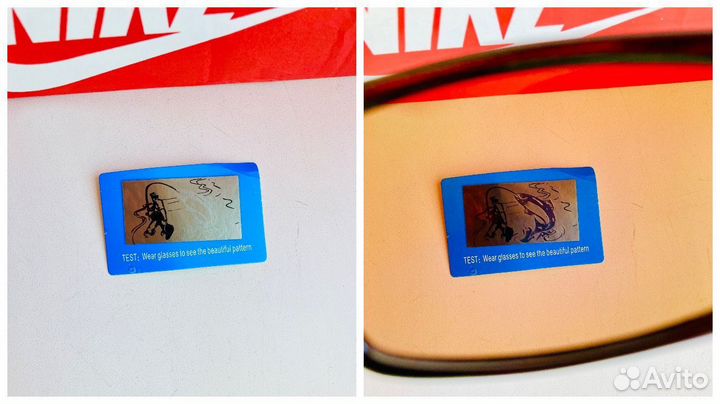 NIKE
NIKE
TEST: Wear glasses to see the beautiful pattern
TEST: Wear glasses to see the beautiful pattern
Avito